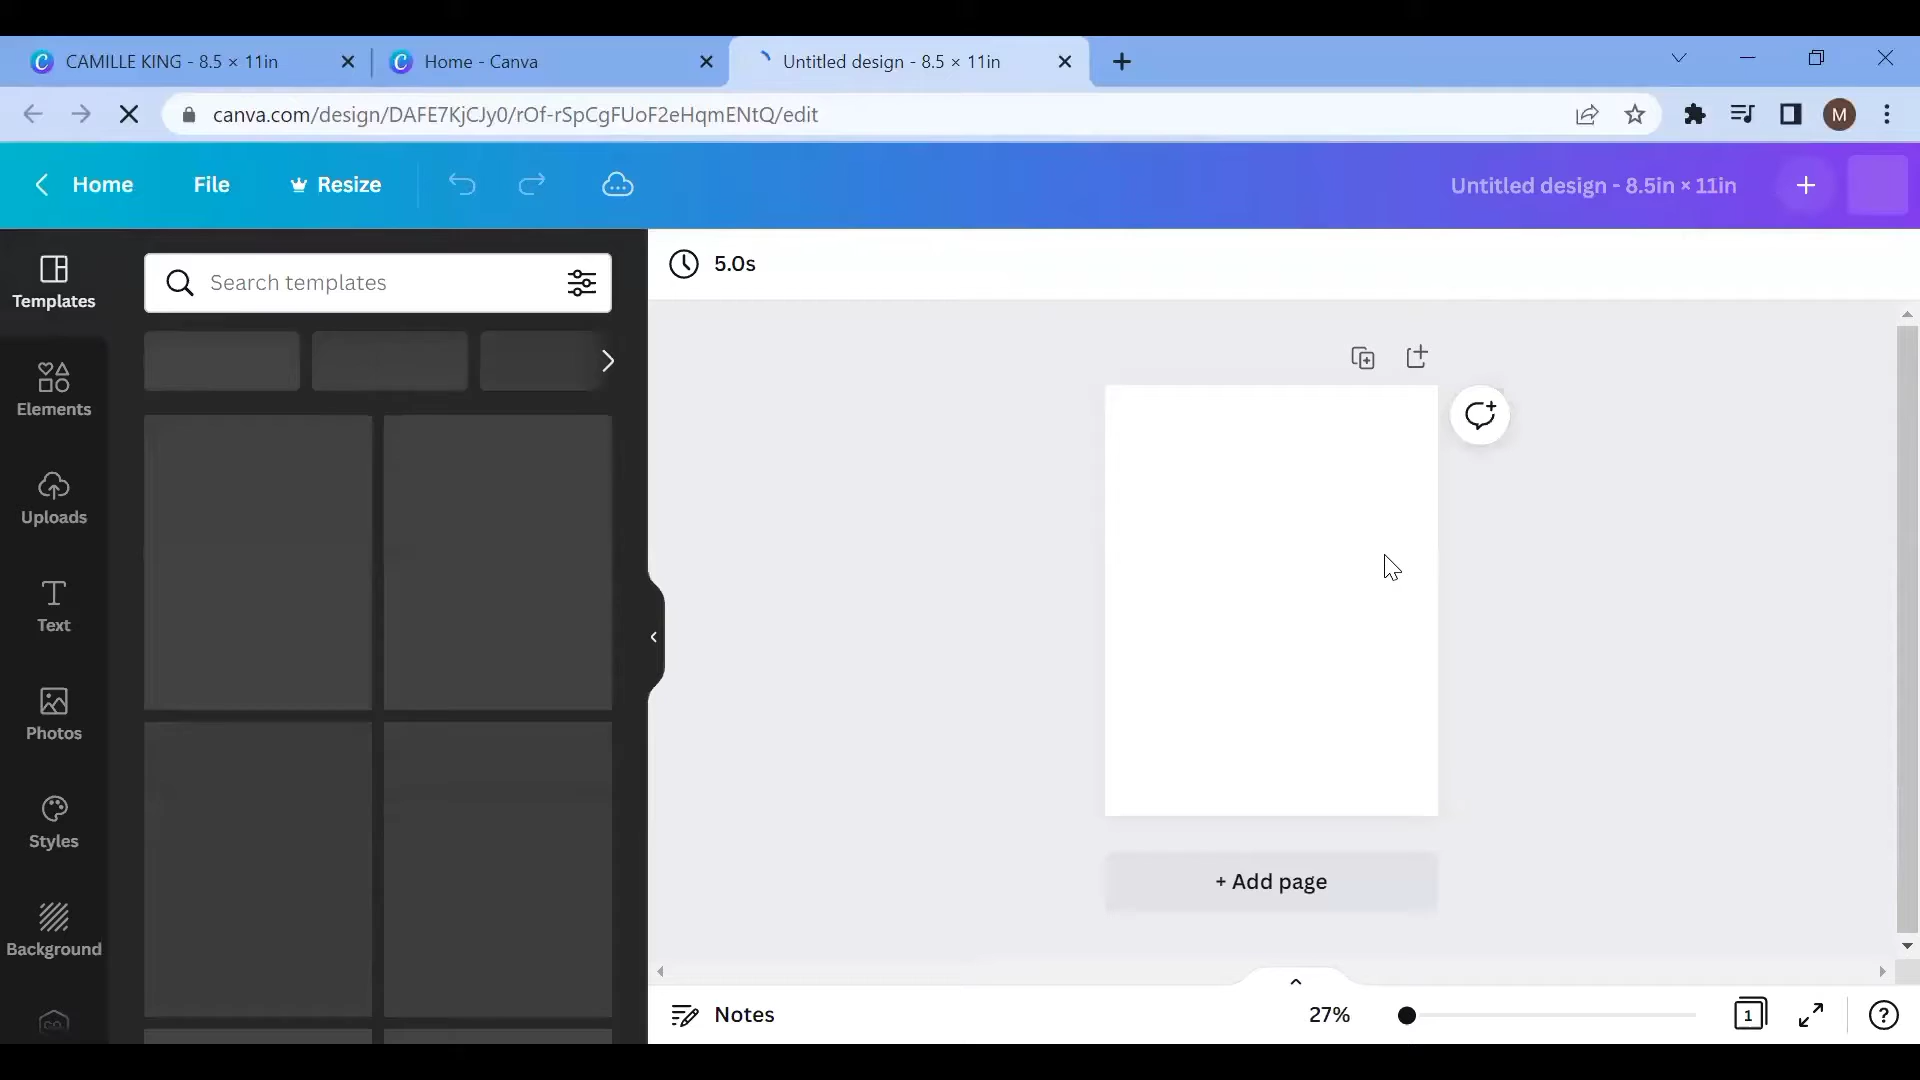 CAMILLE KING - 8.5 × 11in
Home - Canva
Untitled design - 8.5 × 11in
canva.com/design/DAFE7KjCJy0/rOf-rSpCgFUoF2eHqmENtQ/edit
M
Home
File
Resize
Untitled design - 8.5in × 11in
Templates
Search templates
5.0s
Elements
Uploads
Text
Photos
Styles
Background
CO.
+ Add page
Notes
27%
1